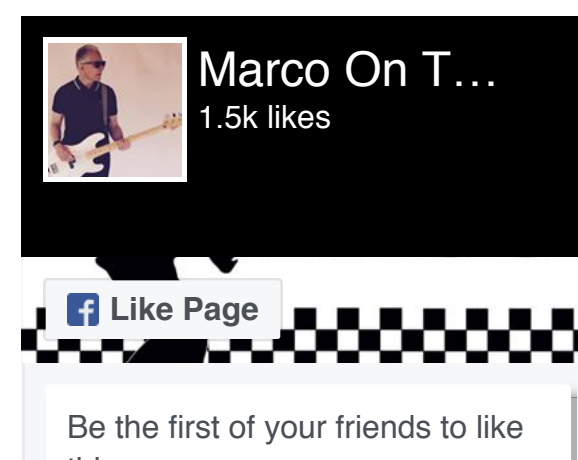 Marco On T...
1.5k likes
f Like Page
Be the first of your friends to like